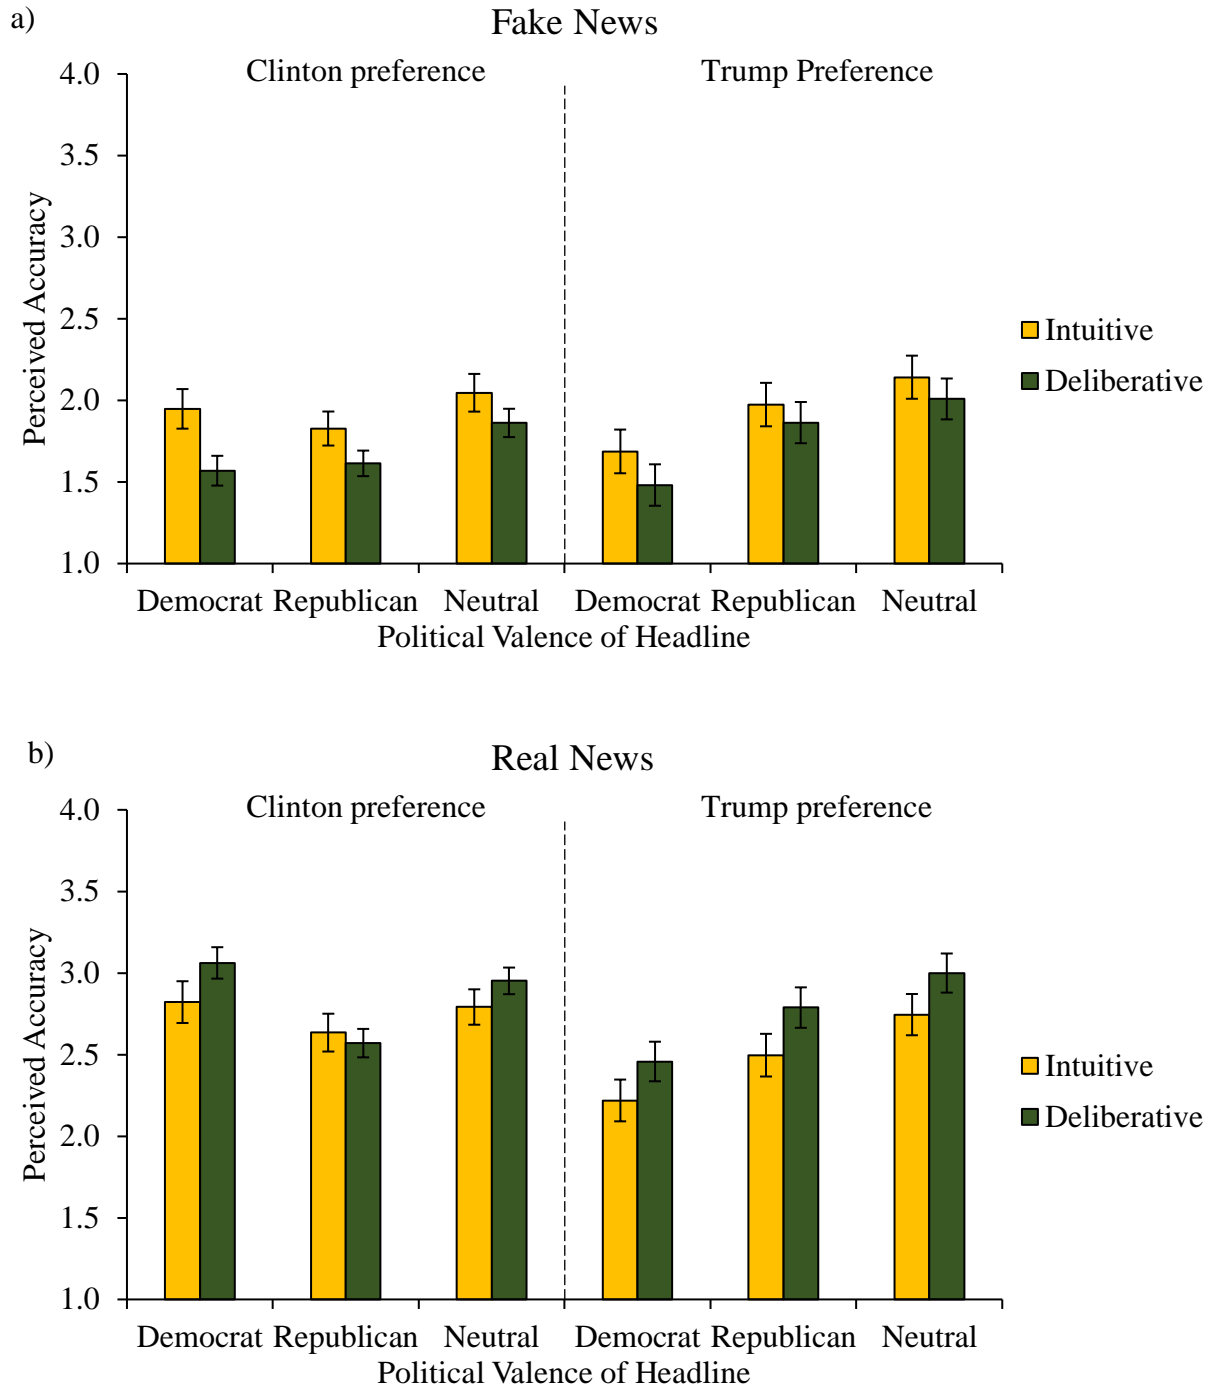 a)
Fake News
Clinton preference
Trump Preference
4.0
3.5
3.0
2.5
2.0
1.5
1.0
Perceived Accuracy
Democrat Republican Neutral Democrat Republican Neutral
Political Valence of Headline
Intuitive
Deliberative
b)
Real News
Clinton preference
Trump preference
4.0
3.5
3.0
2.5
2.0
1.5
1.0
Perceived Accuracy
Democrat Republican Neutral Democrat Republican Neutral
Political Valence of Headline
Intuitive
Deliberative